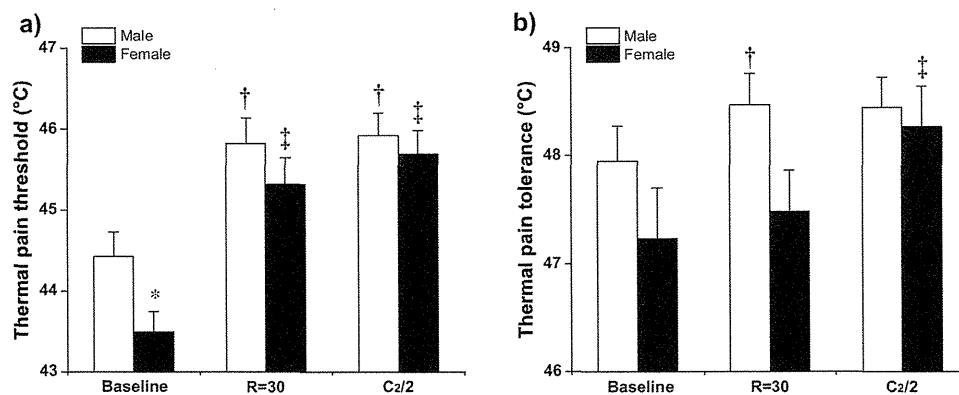 a)
Male
Female
Thermal pain threshold (°C)
47
46
45
44
43
† ‡ † ‡
*
Baseline R=30 C2/2
b)
Male
Female
Thermal pain tolerance (°C)
49
48
47
46
† ‡
Baseline R=30 C2/2